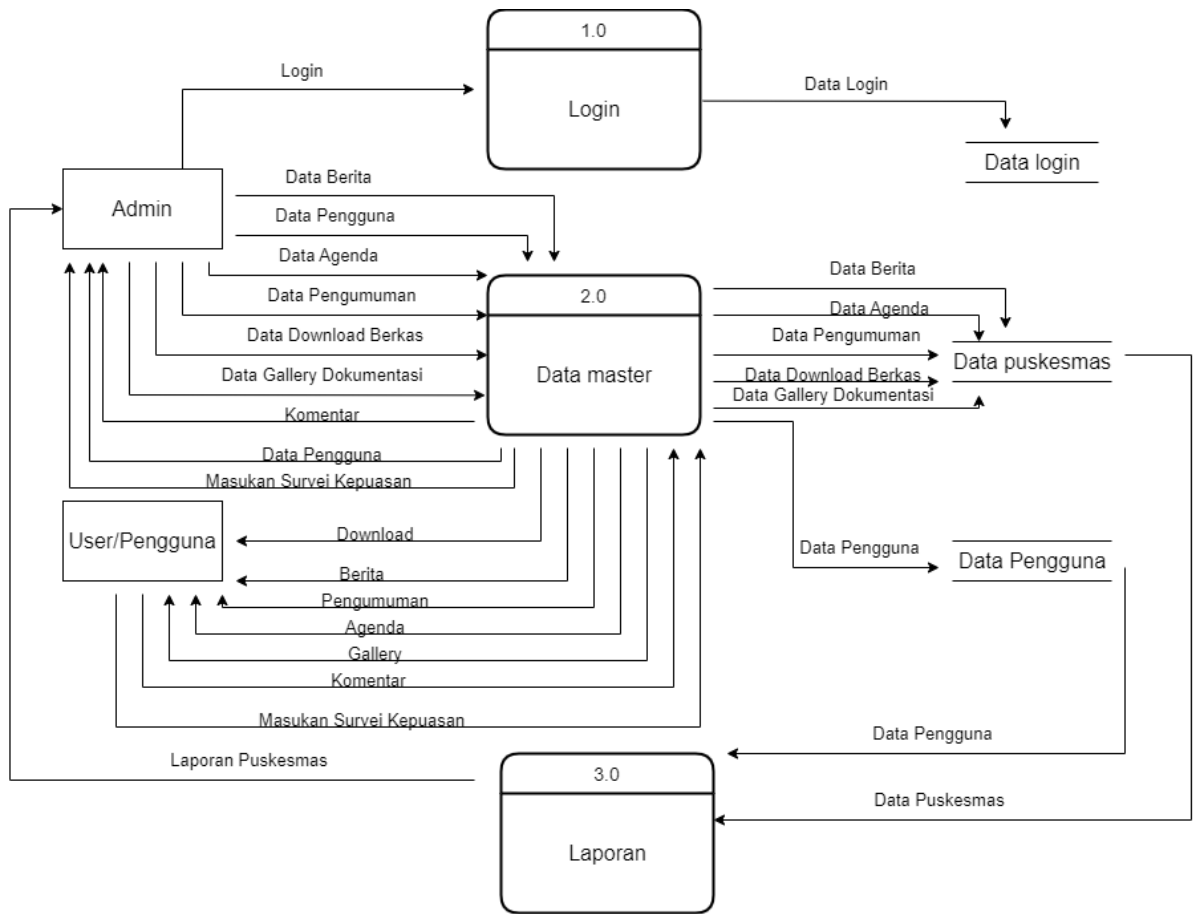 1.0
Login
Login
Data Login
Data login
Admin
Data Berita
Data Pengguna
Data Agenda
Data Pengumuman
Data Download Berkas
Data Gallery Dokumentasi
Komentar
Data Pengguna
Masukan Survei Kepuasan
2.0
Data master
Data Berita
Data Agenda
Data Pengumuman
Data Download Berkas
Data Gallery Dokumentasi
Data puskesmas
User/Pengguna
Download
Berita
Pengumuman
Agenda
Gallery
Komentar
Masukan Survei Kepuasan
Data Pengguna
Data Pengguna
Data Pengguna
Laporan Puskesmas
3.0
Data Puskesmas
Laporan